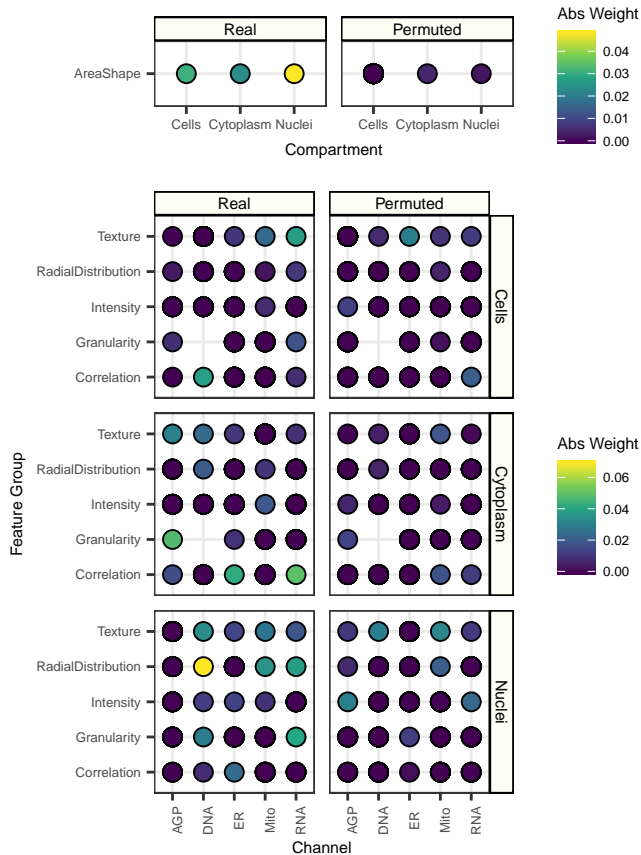 Real Permuted
AreaShape
Cells Cytoplasm Nuclei Cells Cytoplasm Nuclei
Compartment
Abs Weight
0.04
0.03
0.02
0.01
0.00
Real Permuted
Texture
RadialDistribution
Intensity
Granularity
Correlation
Cells
Texture
RadialDistribution
Intensity
Granularity
Correlation
Cytoplasm
Texture
RadialDistribution
Intensity
Granularity
Correlation
Nuclei
Feature Group
AGP DNA ER Mito RNA AGP DNA ER Mito RNA
Channel
Abs Weight
0.06
0.04
0.02
0.00